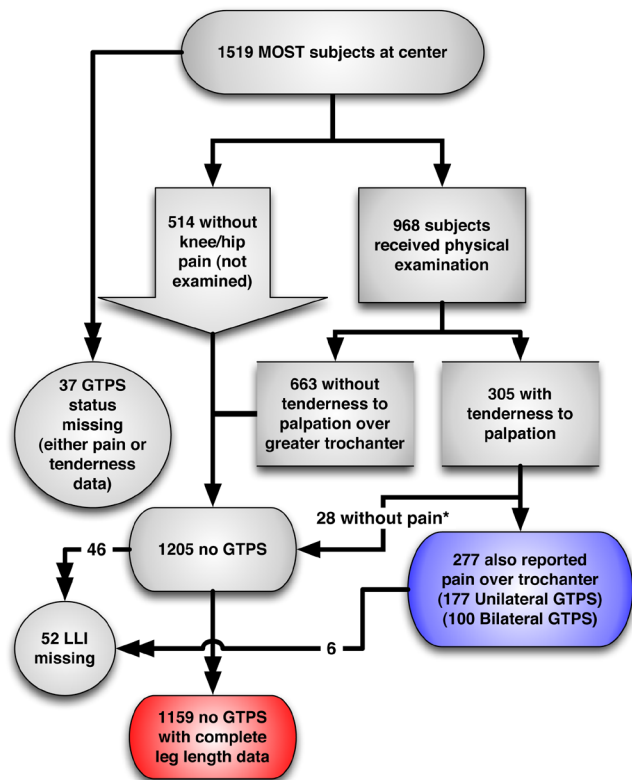 1519 MOST subjects at center
514 without
knee/hip
pain (not
examined)
968 subjects
received physical
examination
37 GTPS
status
missing
(either pain or
tenderness
data)
663 without
tenderness to
palpation over
greater trochanter
305 with
tenderness to
palpation
28 without pain*
46
1205 no GTPS
277 also reported
pain over trochanter
(177 Unilateral GTPS)
(100 Bilateral GTPS)
52 LLI
missing
6
1159 no GTPS
with complete
leg length data